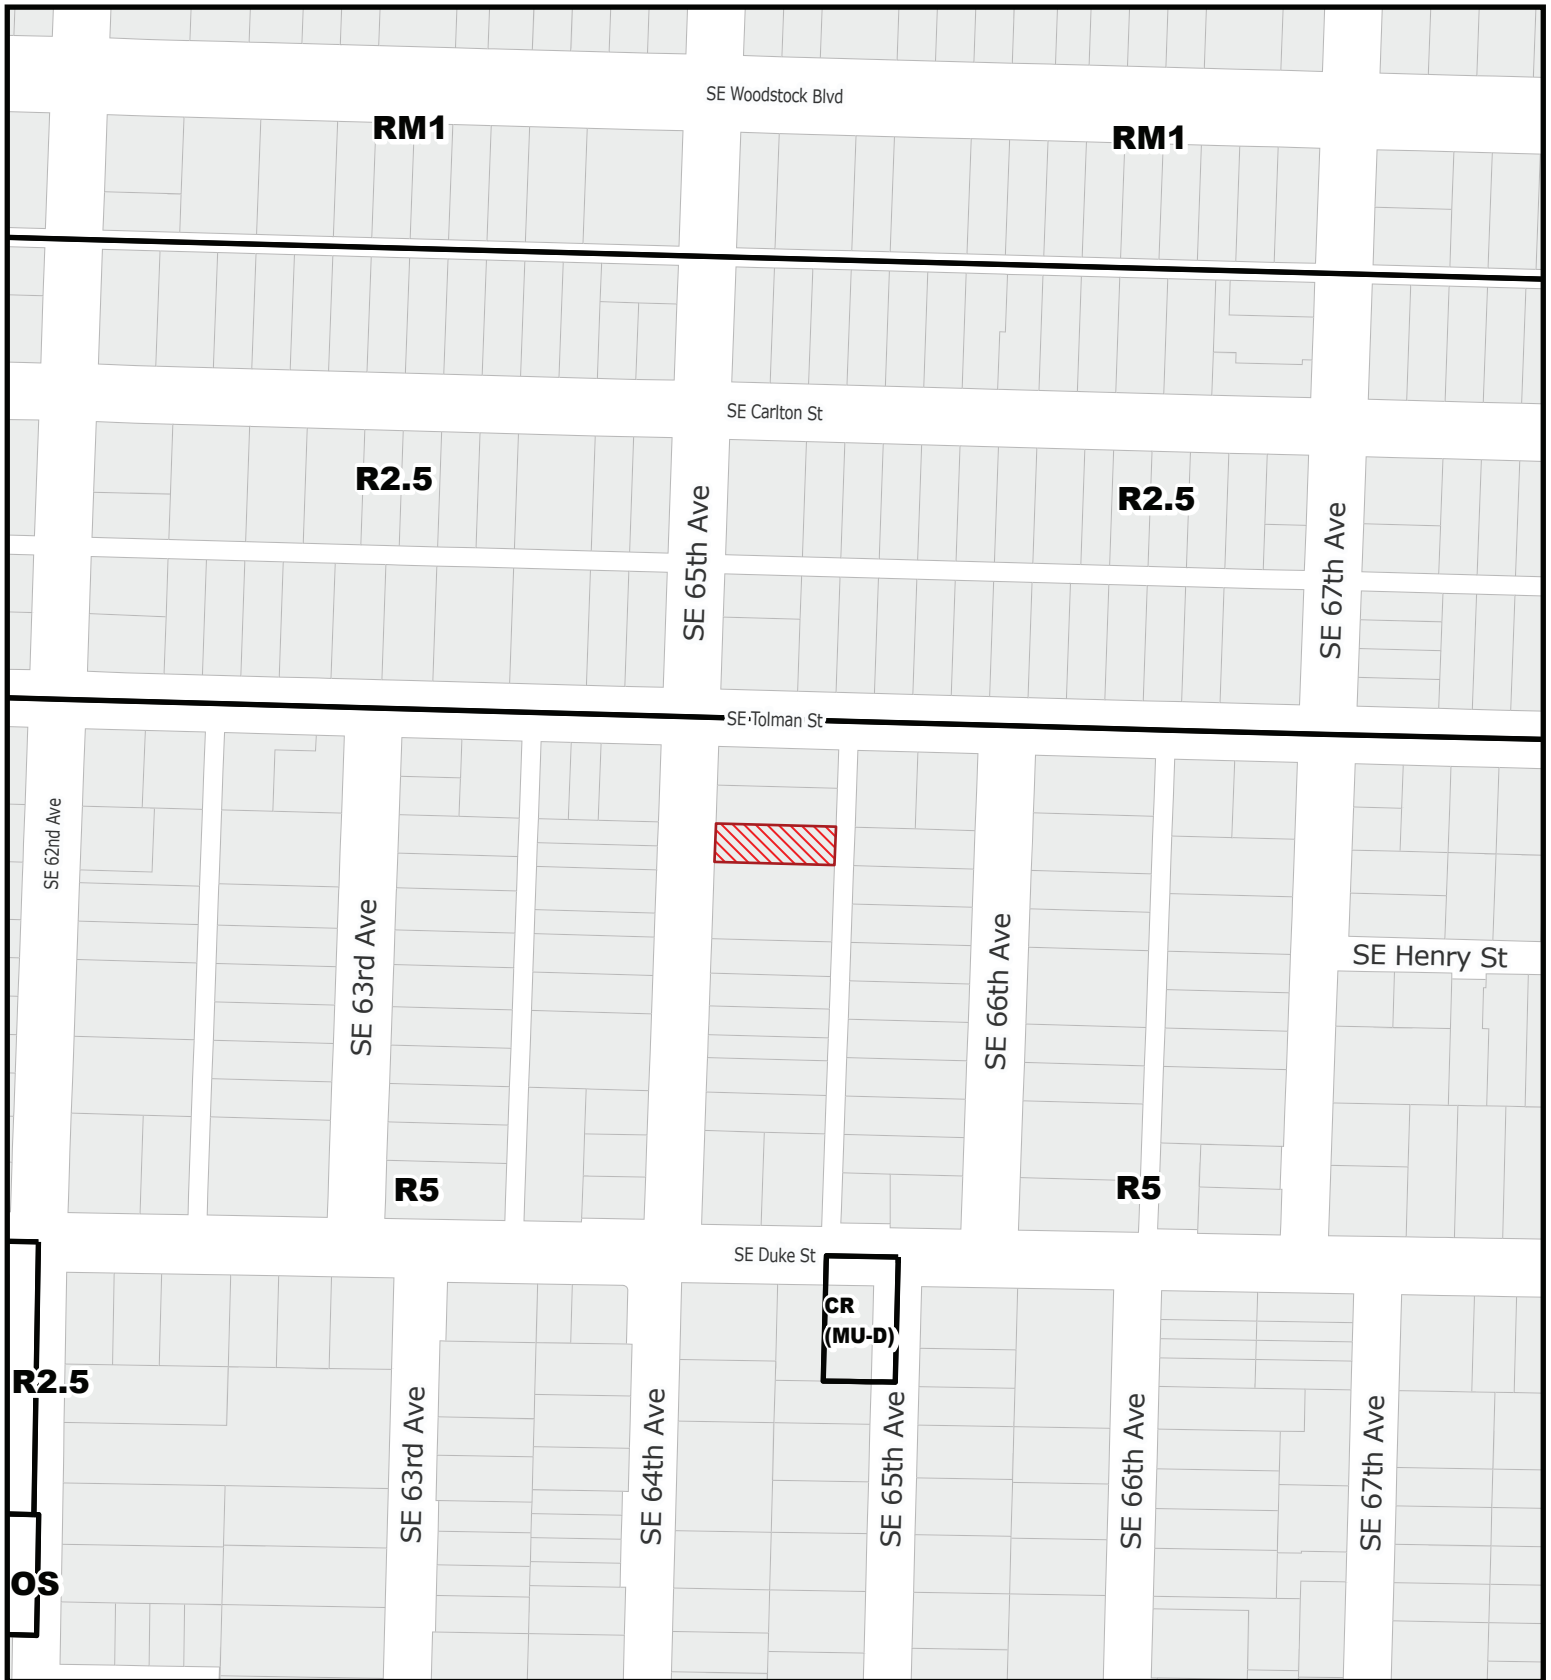 SE Woodstock Blvd
RM1
RM1
SE Carlton St
R2.5
R2.5
SE 65th Ave
SE 67th Ave
SE Tolman St
SE 62nd Ave
SE 63rd Ave
SE 66th Ave
SE Henry St
R5
R5
SE Duke St
CR
(MU-D)
R2.5
SE 63rd Ave
SE 64th Ave
SE 65th Ave
SE 66th Ave
SE 67th Ave
OS